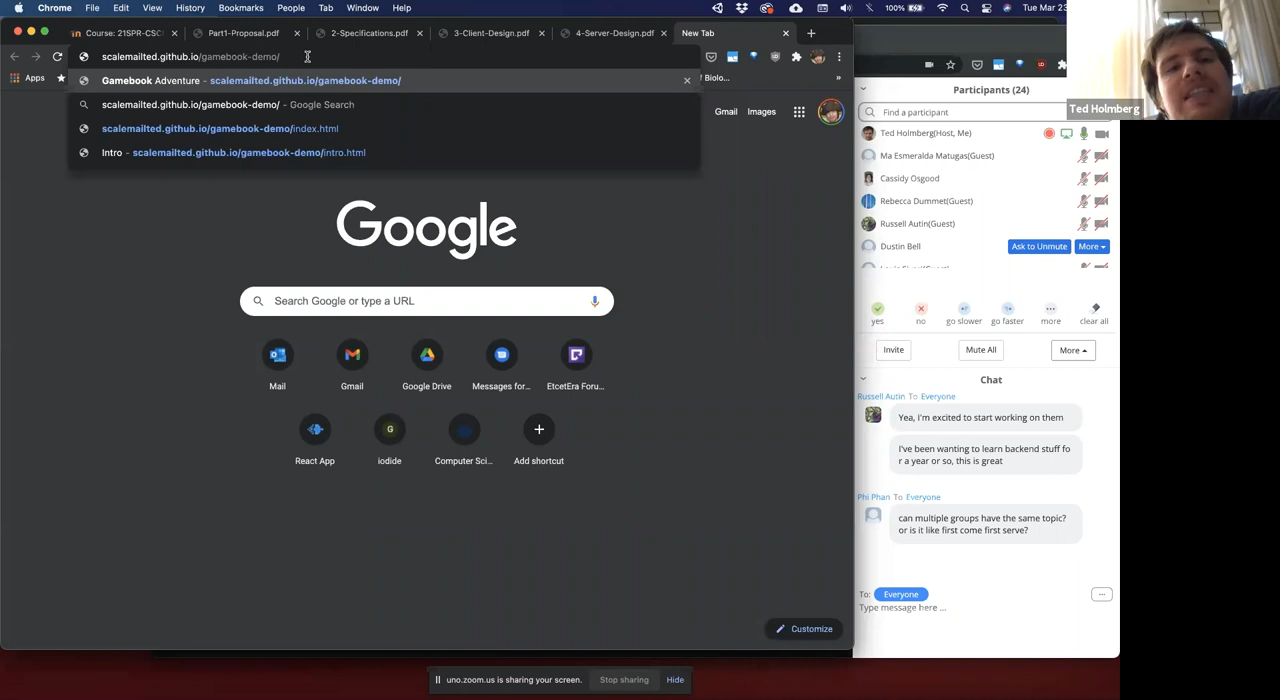 Chrome File Edit View History Bookmarks People Tab Window Help
100%
Tue Mar 23
Course: 21SPR-CSC
Part1-Proposal.pdf
2-Specifications.pdf
3-Client-Design.pdf
4-Server-Design.pdf
New Tab
scalemailted.github.io/gamebook-demo/
Apps
Biolo...
»
Gamebook Adventure - scalemailted.github.io/gamebook-demo/
scalemailted.github.io/gamebook-demo/ - Google Search
scalemailted.github.io/gamebook-demo/index.html
Intro - scalemailted.github.io/gamebook-demo/intro.html
Gmail Images
Google
Search Google or type a URL
Mail
Gmail
Google Drive
Messages for...
EtcetEra Foru...
G
React App
iodide
Computer Sci...
Add shortcut
Customize
Ted Holmberg
Participants (24)
Find a participant
Ted Holmberg(Host, Me)
Ma Esmeralda Matugas(Guest)
Cassidy Osgood
Rebecca Dummet(Guest)
Russell Autin(Guest)
Dustin Bell
Ask to Unmute
More
yes
no
go slower
go faster
more
clear all
Invite
Mute All
More
Chat
Russell Autin To Everyone
Yea, i'm excited to start working on them
I've been wanting to learn backend stuff fo
r a year or so, this is great
Phi Phan To Everyone
can multiple groups have the same topic?
or is it like first come first serve?
To: Everyone
...
Type message here ...
uno.zoom.us is sharing your screen.
Stop sharing
Hide